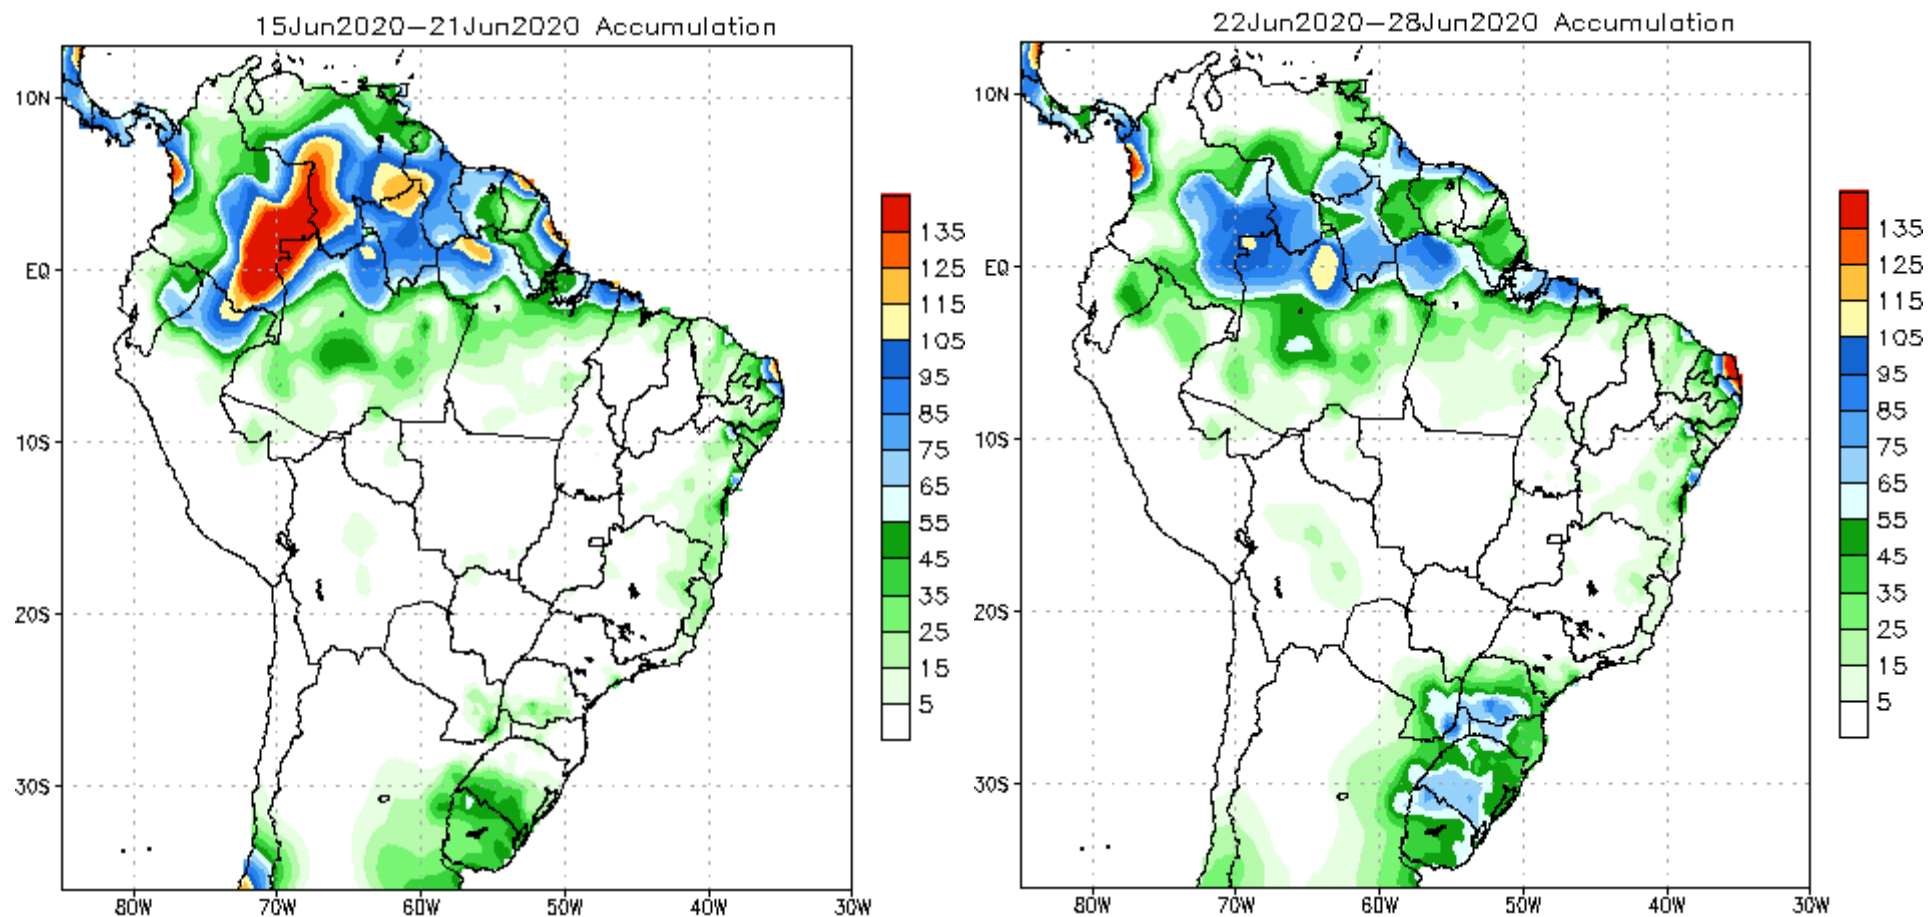 15Jun2020-21Jun2020 Accumulation
10N
EQ
10S
20S
30S
80W 70W 60W 50W 40W 30W
135
125
115
105
95
85
75
65
55
45
35
25
15
5
22Jun2020-28Jun2020 Accumulation
10N
EQ
10S
20S
30S
80W 70W 60W 50W 40W 30W
135
125
115
105
95
85
75
65
55
45
35
25
15
5